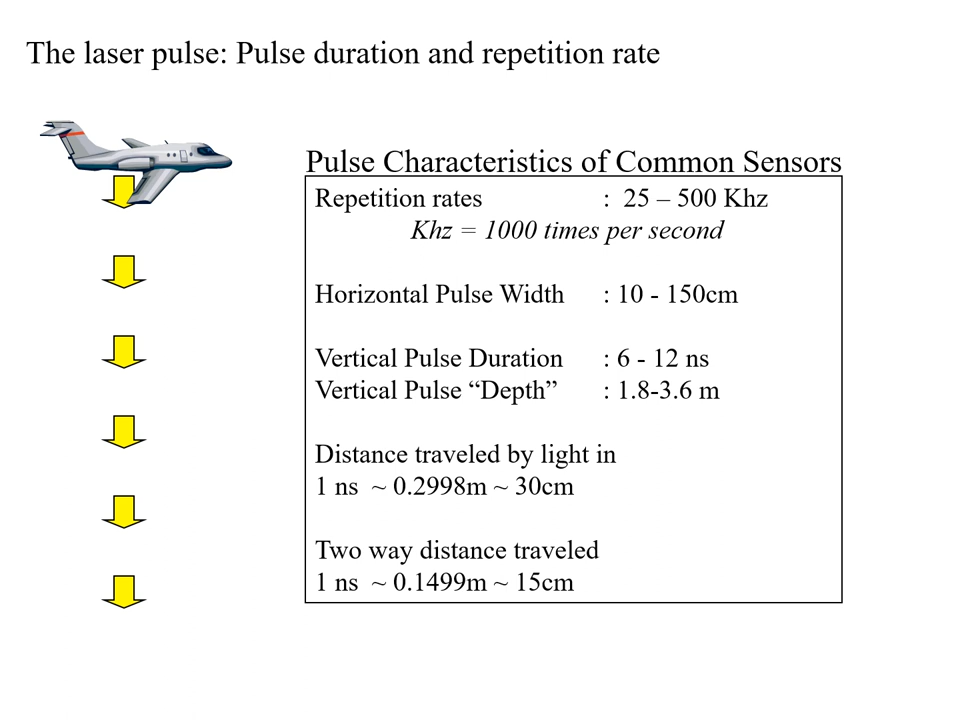 The laser pulse: Pulse duration and repetition rate
Pulse Characteristics of Common Sensors
Repetition rates : 25 – 500 Khz
Khz = 1000 times per second
Horizontal Pulse Width : 10 - 150cm
Vertical Pulse Duration : 6 - 12 ns
Vertical Pulse “Depth” : 1.8-3.6 m
Distance traveled by light in
1 ns ~ 0.2998m ~ 30cm
Two way distance traveled
1 ns ~ 0.1499m ~ 15cm